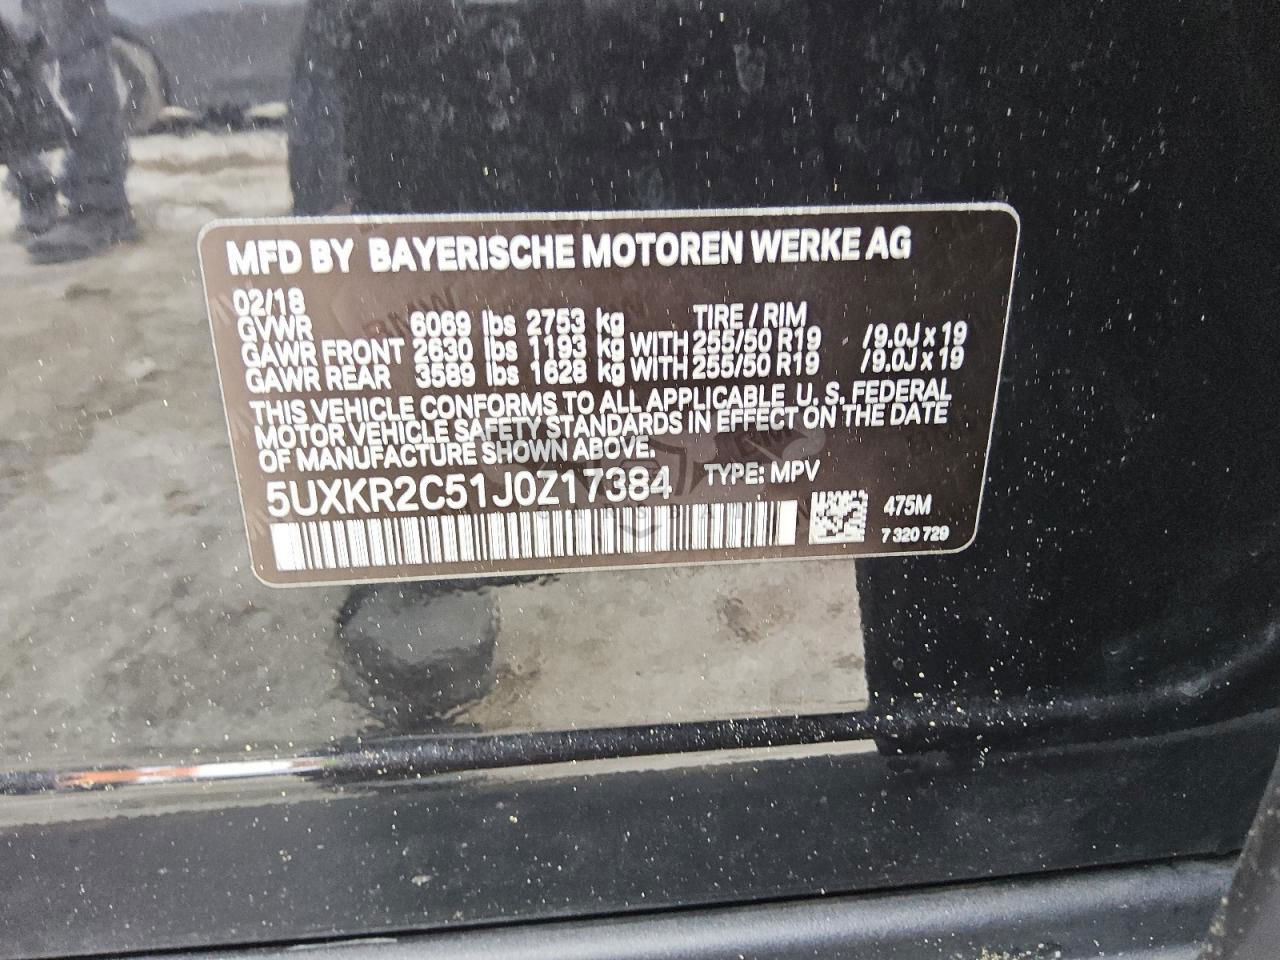 MFD BY BAYERISCHE MOTOREN WERKE AG
02/18
GVWR 6069 lbs 2753 kg TIRE / RIM
GAWR FRONT 2630 lbs 1193 kg WITH 255/50 R19 /9.0J x 19
GAWR REAR 3589 lbs 1628 kg WITH 255/50 R19 /9.0J x 19
THIS VEHICLE CONFORMS TO ALL APPLICABLE U. S. FEDERAL
MOTOR VEHICLE SAFETY STANDARDS IN EFFECT ON THE DATE
OF MANUFACTURE SHOWN ABOVE.
5UXKR2C51J0Z17384 TYPE: MPV
475M
7 320 729